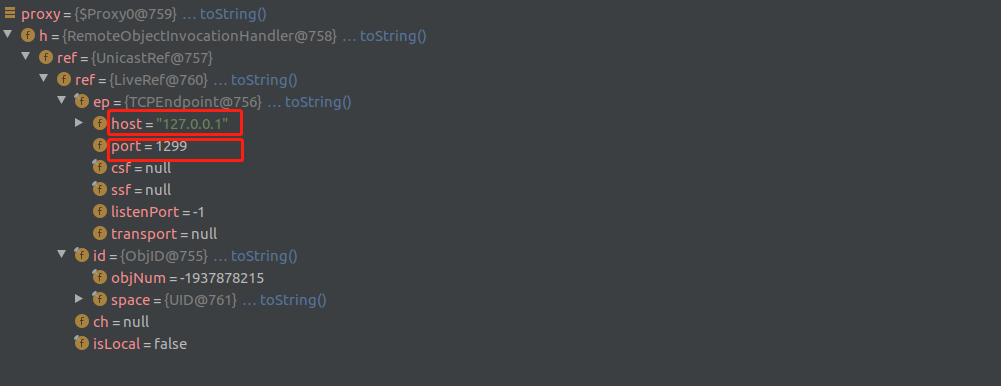 proxy = {$Proxy0@759} ... toString()
f h = {RemoteObjectInvocationHandler@758} ... toString()
f ref = {UnicastRef@757}
f ref = {LiveRef@760} ... toString()
f ep = {TCPEndpoint@756} ... toString()
f host = "127.0.0.1"
f port = 1299
f csf = null
f ssf = null
f listenPort = -1
f transport = null
f id = {ObjID@755} ... toString()
f objNum = -1937878215
f space = {UID@761} ... toString()
f ch = null
f isLocal = false